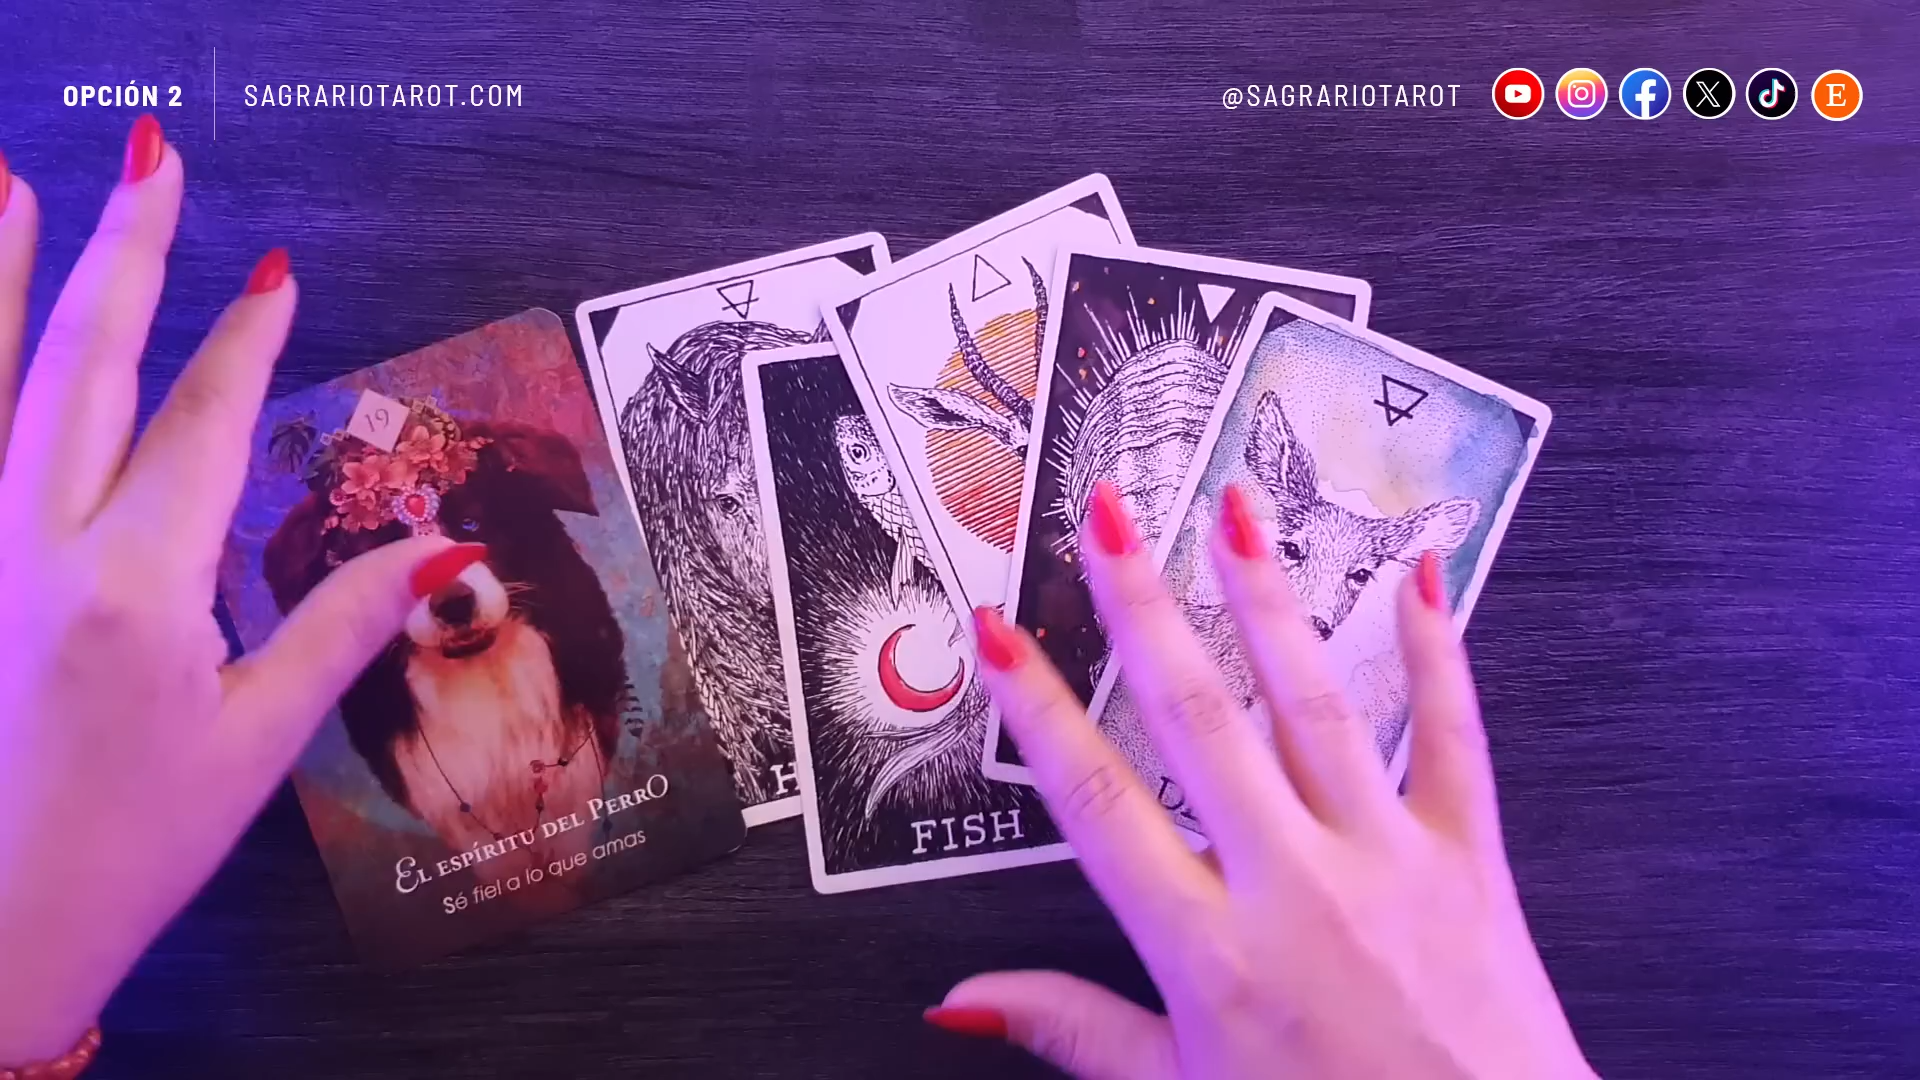 OPCIÓN 2
SAGRARIOTAROT.COM
@SAGRARIOTAROT
E
19
EL ESPÍRITU DEL PERRO
Sé fiel a lo que amas
H
FISH